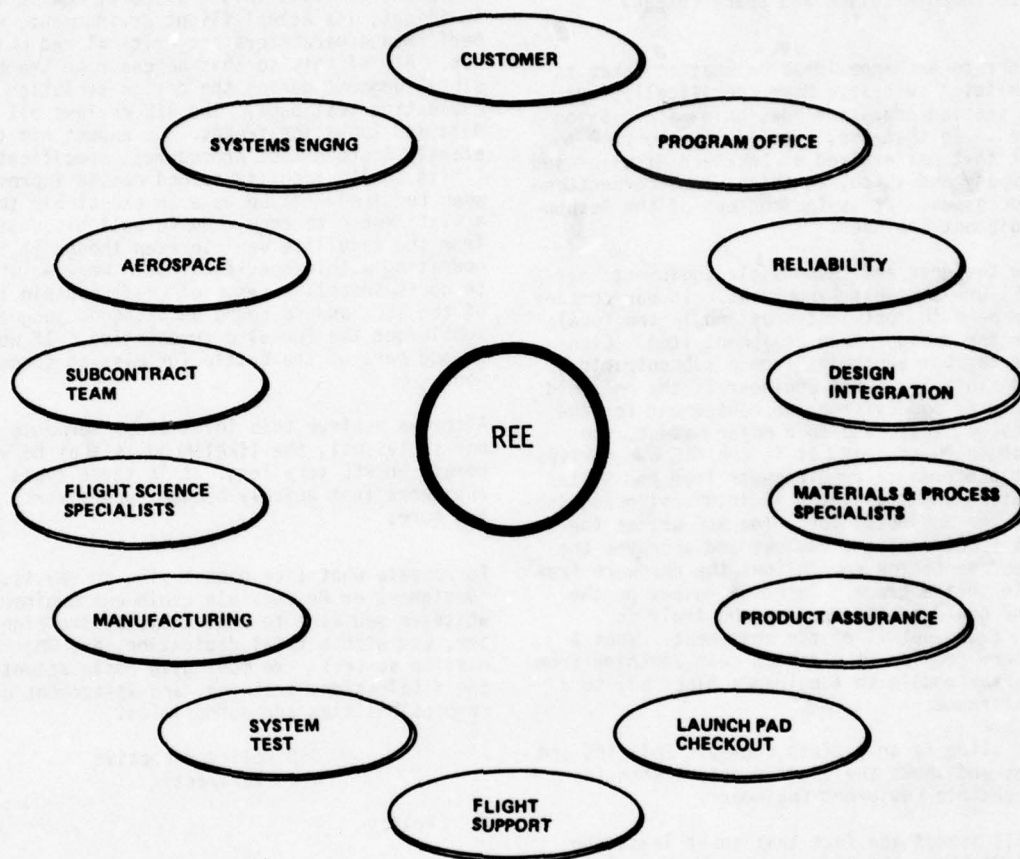 CUSTOMER
SYSTEMS ENGNG
PROGRAM OFFICE
AEROSPACE
RELIABILITY
SUBCONTRACT
TEAM
DESIGN
INTEGRATION
REE
FLIGHT SCIENCE
SPECIALISTS
MATERIALS & PROCESS
SPECIALISTS
MANUFACTURING
PRODUCT ASSURANCE
SYSTEM
TEST
LAUNCH PAD
CHECKOUT
FLIGHT
SUPPORT